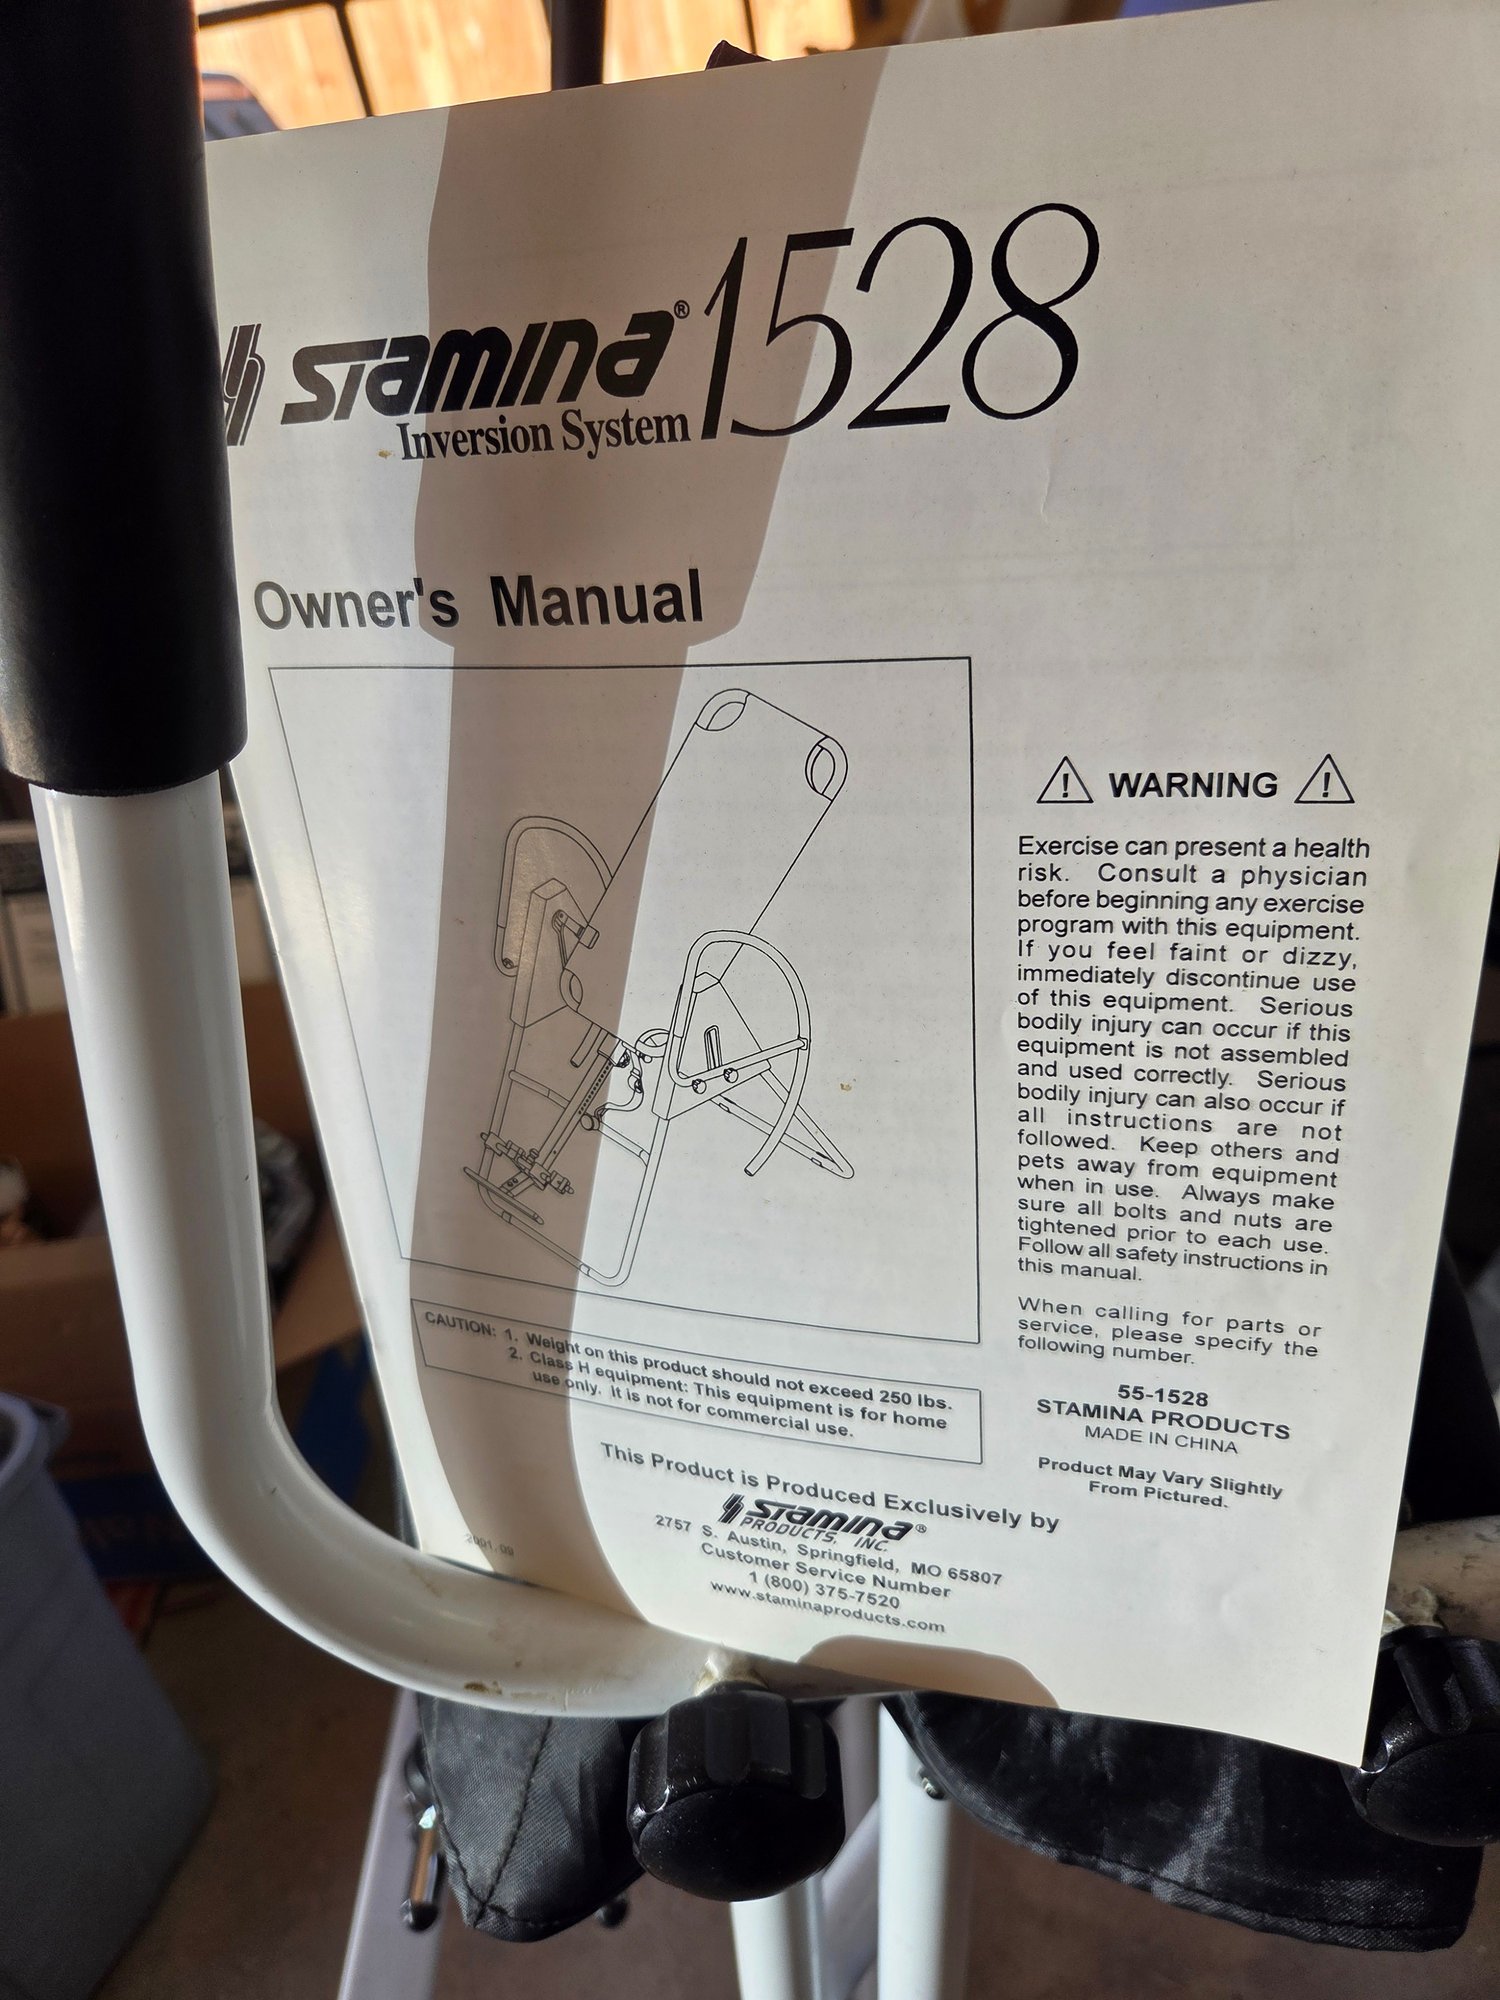 Stamina® 1528
Inversion System
Owner's Manual
WARNING
Exercise can present a health
risk. Consult a physician
before beginning any exercise
program with this equipment.
If you feel faint or dizzy,
immediately discontinue use
of this equipment. Serious
bodily injury can occur if this
equipment is not assembled
and used correctly. Serious
bodily injury can also occur if
all instructions are not
followed. Keep others and
pets away from equipment
when in use. Always make
sure all bolts and nuts are
tightened prior to each use.
Follow all safety instructions in
this manual.
When calling for parts or
service, please specify the
following number.
55-1528
STAMINA PRODUCTS
MADE IN CHINA
Product May Vary Slightly
From Pictured.
CAUTION: 1. Weight on this product should not exceed 250 lbs.
2. Class H equipment: This equipment is for home
use only. It is not for commercial use.
This Product is Produced Exclusively by
Stamina®
PRODUCTS, INC.
2757 S. Austin, Springfield, MO 65807
Customer Service Number
1 (800) 375-7520
www.staminaproducts.com
2001.09